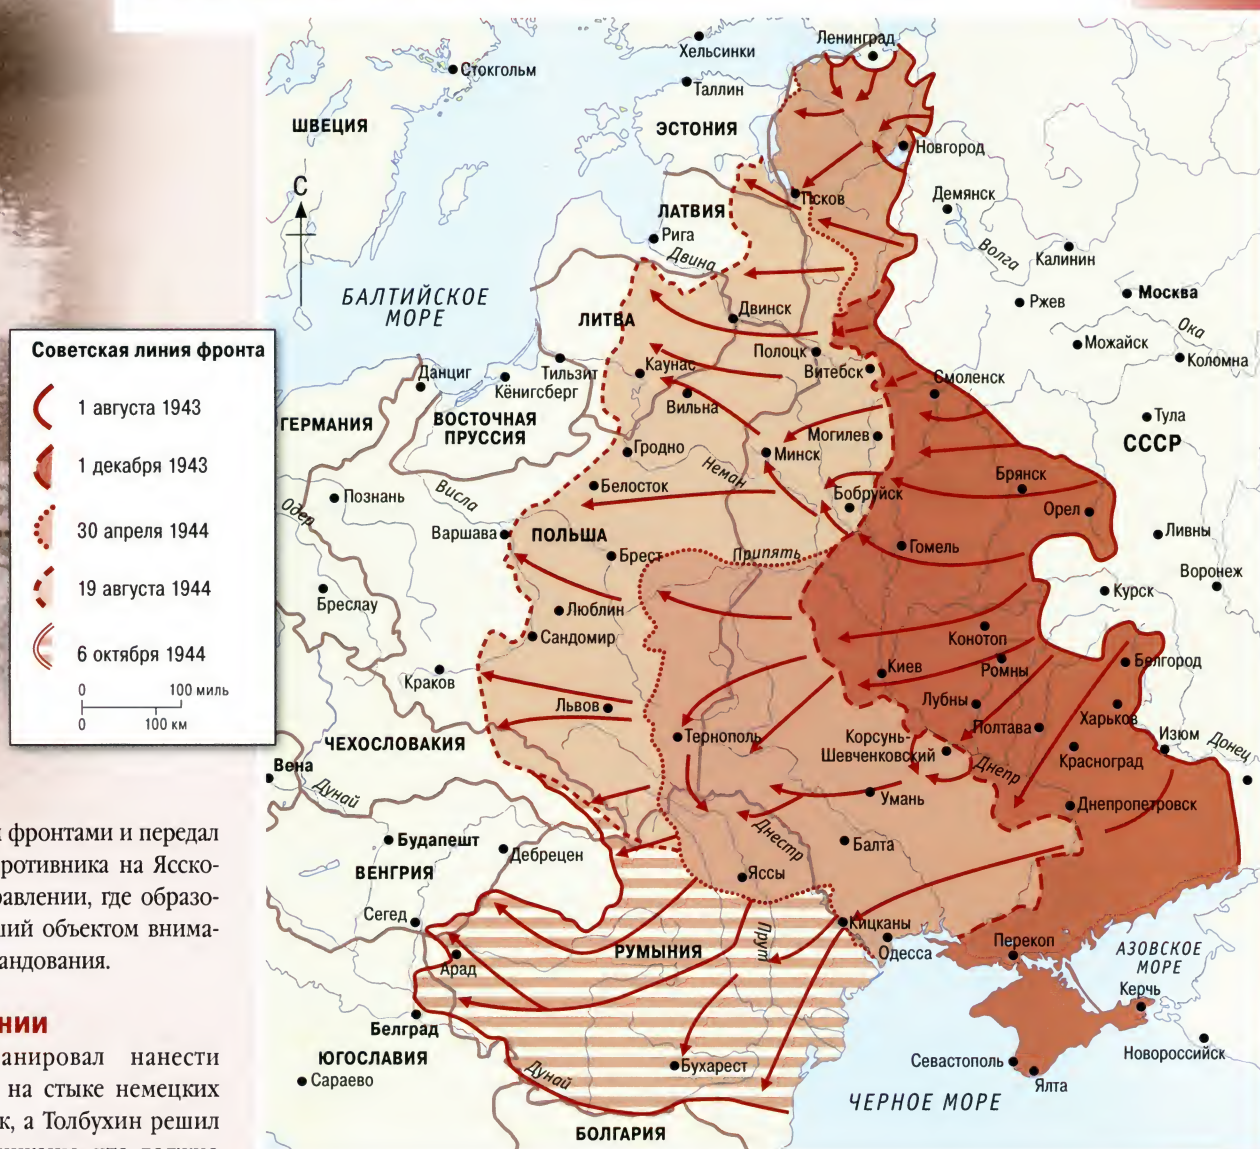 Советская линия фронта
1 августа 1943
1 декабря 1943
30 апреля 1944
19 августа 1944
6 октября 1944
0 100 миль
0 100 км
С
Ленинград
Хельсинки
Стокгольм
Таллин
ШВЕЦИЯ
ЭСТОНИЯ
Новгород
Псков
Демянск
ЛАТВИЯ
Рига
Двина
Волга
Калинин
БАЛТИЙСКОЕ
МОРЕ
Ржев
Москва
ЛИТВА
Двинск
Ока
Можайск
Коломна
Полоцк
Витебск
Каунас
Тильзит
Данциг
Кёнигсберг
Смоленск
Вильна
Тула
ГЕРМАНИЯ
ВОСТОЧНАЯ
ПРУССИЯ
Могилев
СССР
Гродно
Минск
Неман
Брянск
Белосток
Бобруйск
Познань
Висла
Одер
Орел
Варшава
ПОЛЬША
Ливны
Брест
Припять
Гомель
Воронеж
Бреслау
Курск
Люблин
Сандомир
Конотоп
Киев
Ромны
Белгород
Краков
Лубны
Львов
Харьков
Полтава
Тернополь
Корсунь-
Шевченковский
Изюм
Донец
ЧЕХОСЛОВАКИЯ
Красноград
Днепр
Вена
Дунай
Умань
Днепропетровск
Днестр
Будапешт
Дебрецен
Балта
ВЕНГРИЯ
Яссы
Сегед
Кицканы
Прут
РУМЫНИЯ
Одесса
Перекоп
АЗОВСКОЕ
МОРЕ
Арад
Керчь
Белград
ЮГОСЛАВИЯ
Новороссийск
Севастополь
Бухарест
Дунай
Сараево
Ялта
ЧЕРНОЕ МОРЕ
БОЛГАРИЯ
и фронтами и передал
ротивника на Ясско-
равлении, где образо-
ший объектом внима-
андования.
нии
анировал нанести
на стыке немецких
к, а Толбухин решил